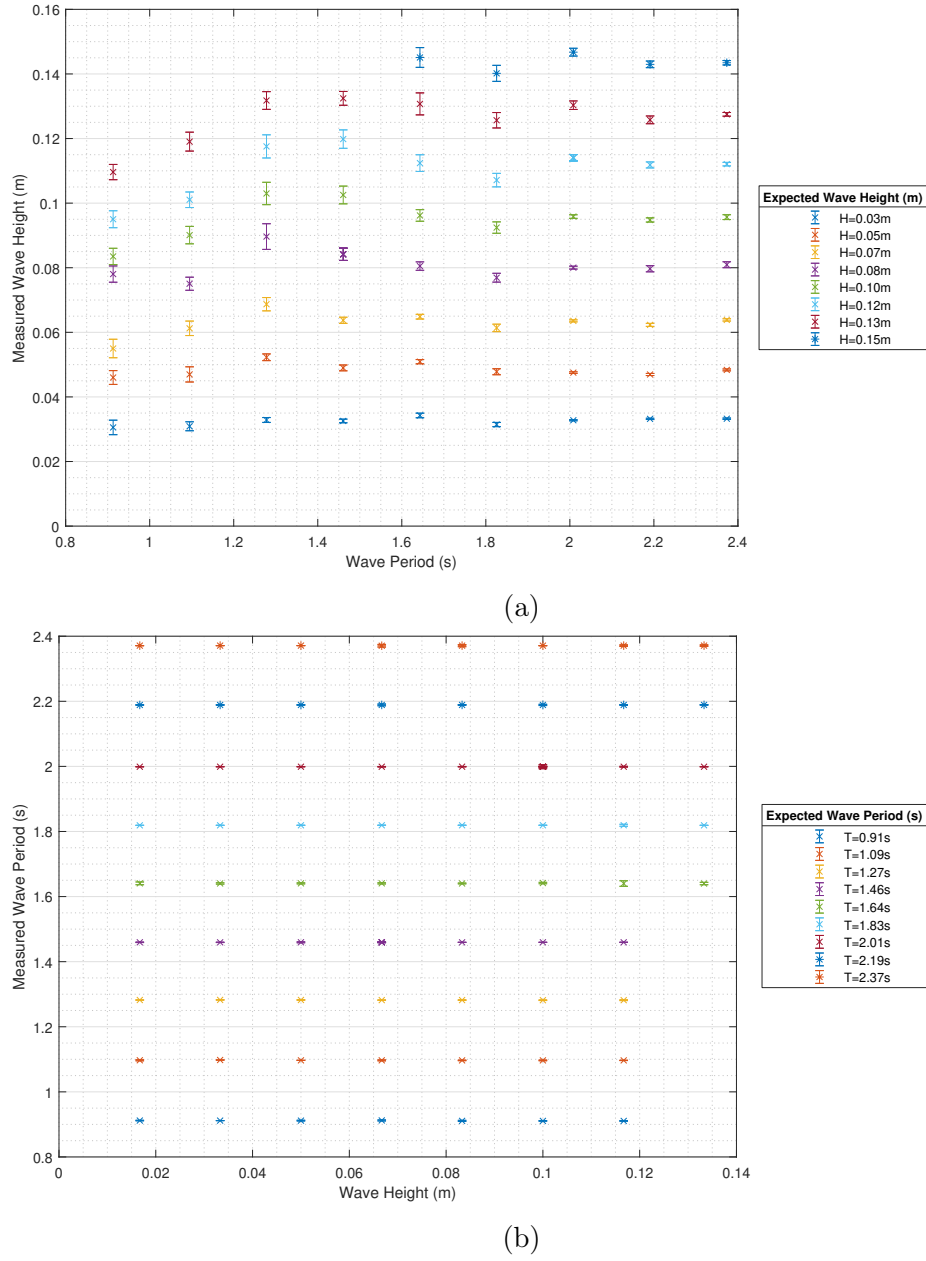 0.16
0.14
0.12
0.1
0.08
0.06
0.04
0.02
0
Measured Wave Height (m)
0.8 1 1.2 1.4 1.6 1.8 2 2.2 2.4
Wave Period (s)
Expected Wave Height (m)
H=0.03m
H=0.05m
H=0.07m
H=0.08m
H=0.10m
H=0.12m
H=0.13m
H=0.15m
(a)
2.4
2.2
2
1.8
1.6
1.4
1.2
1
0.8
Measured Wave Period (s)
0 0.02 0.04 0.06 0.08 0.1 0.12 0.14
Wave Height (m)
Expected Wave Period (s)
T=0.91s
T=1.09s
T=1.27s
T=1.46s
T=1.64s
T=1.83s
T=2.01s
T=2.19s
T=2.37s
(b)